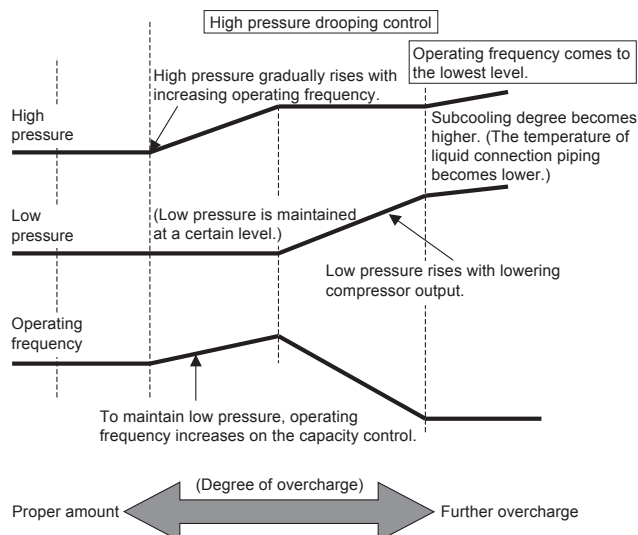 High pressure drooping control
Operating frequency comes to
the lowest level.
High pressure gradually rises with
increasing operating frequency.
High
pressure
Subcooling degree becomes
higher. (The temperature of
liquid connection piping
becomes lower.)
Low
pressure
(Low pressure is maintained
at a certain level.)
Low pressure rises with lowering
compressor output.
Operating
frequency
To maintain low pressure, operating
frequency increases on the capacity control.
(Degree of overcharge)
Proper amount
Further overcharge